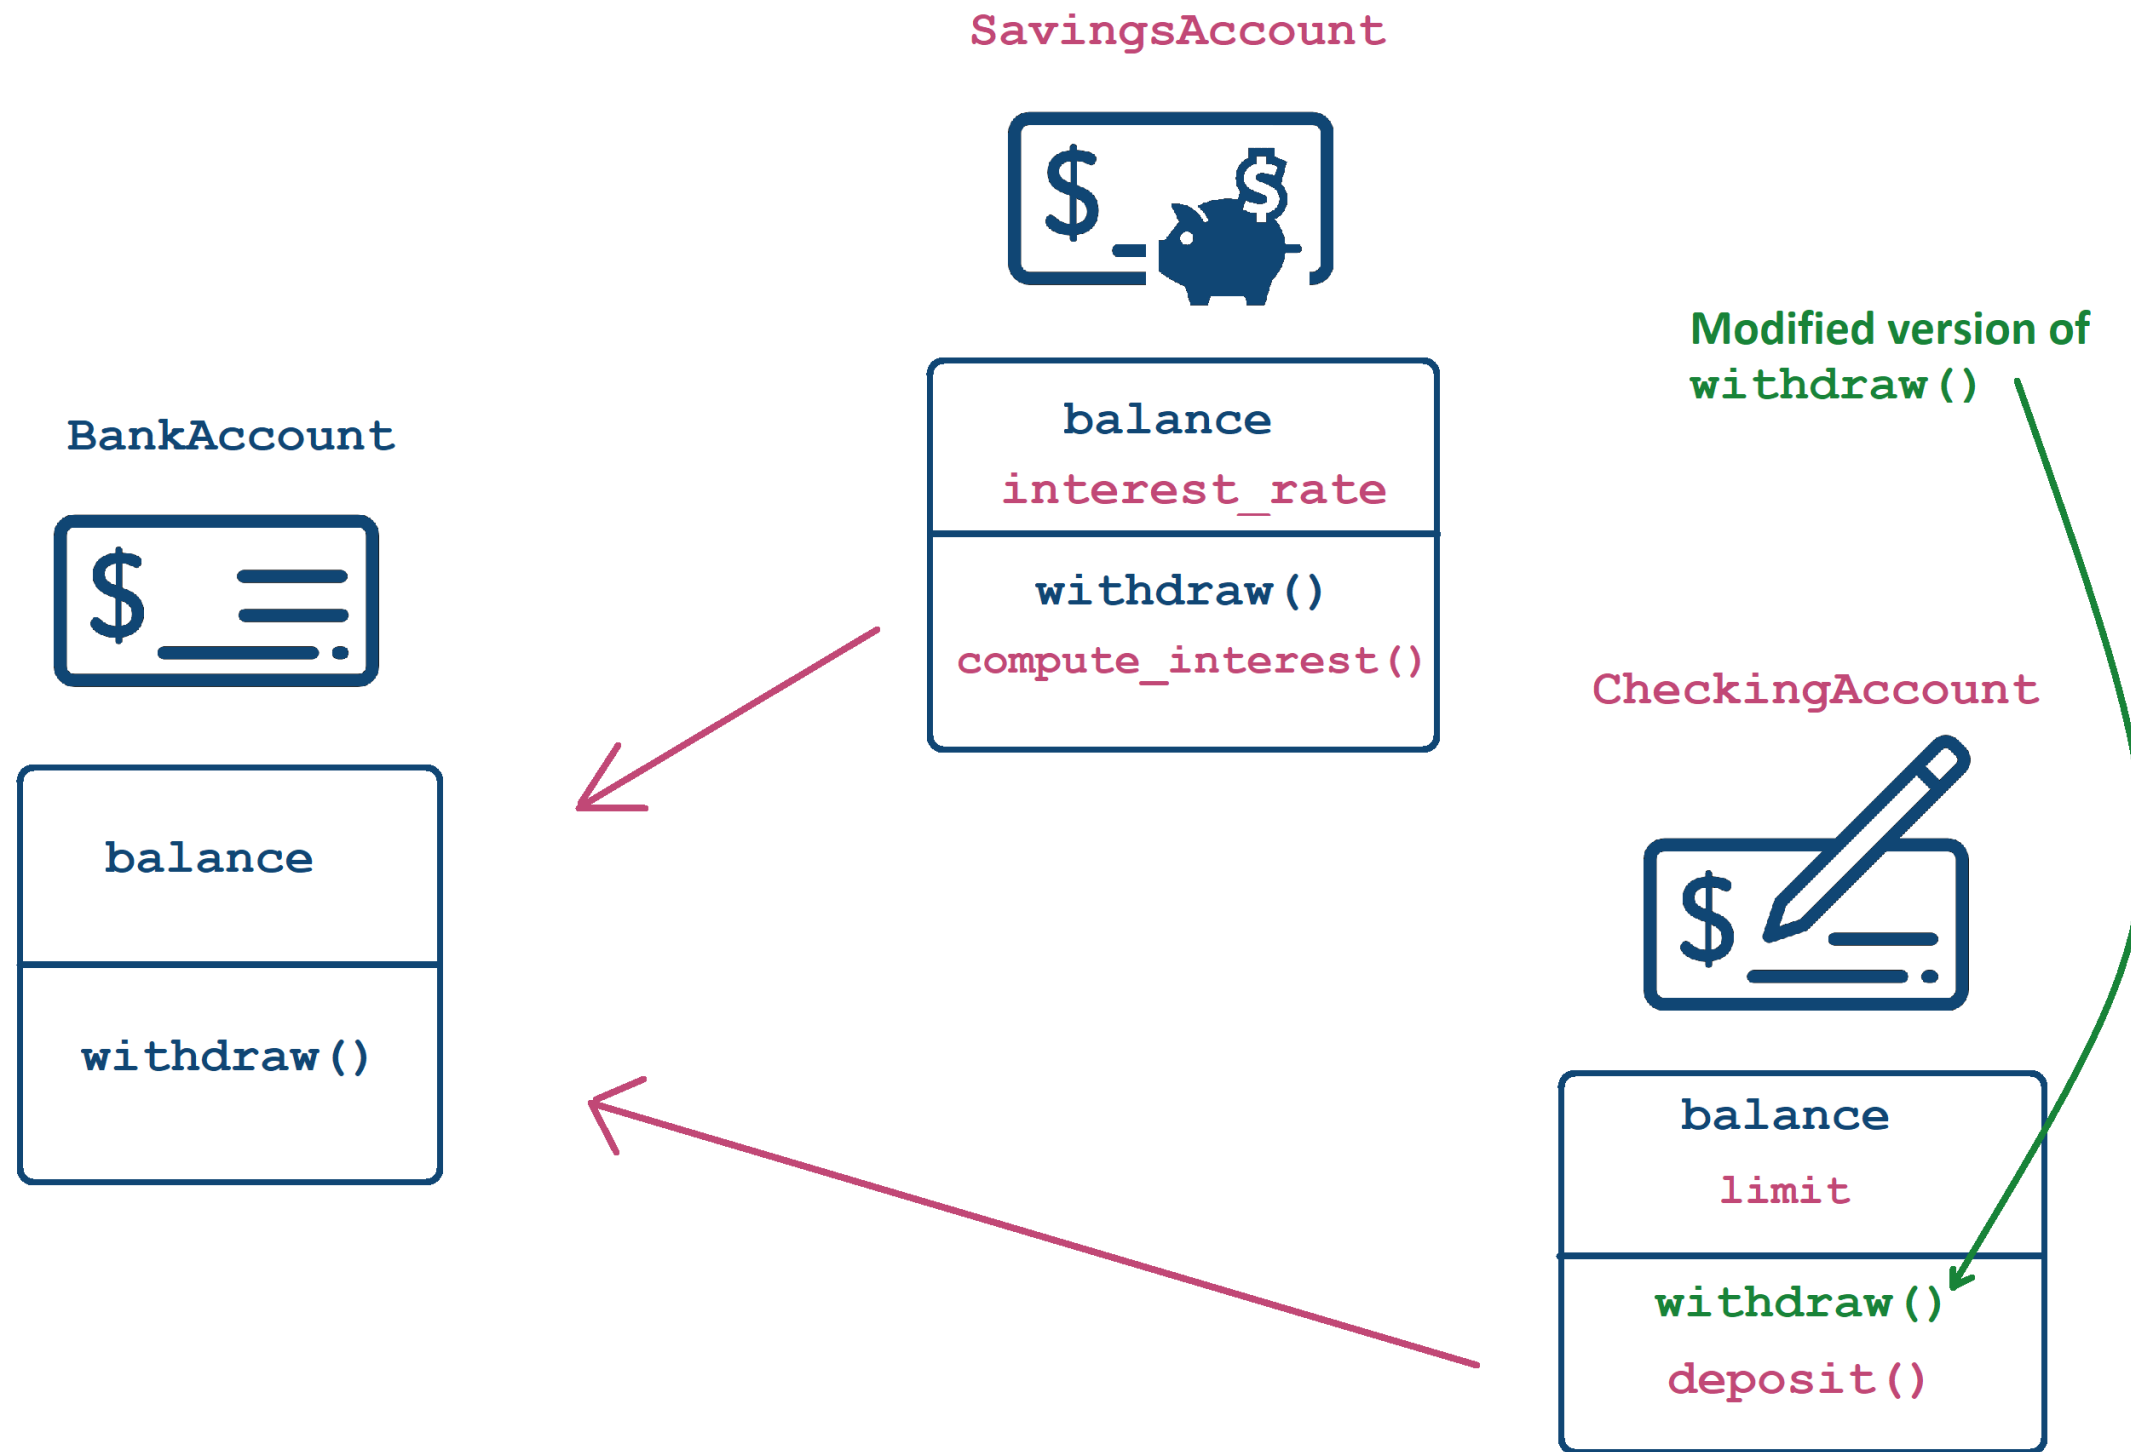 SavingsAccount
balance
interest_rate
withdraw()
compute_interest()
BankAccount
balance
withdraw()
Modified version of
withdraw()
CheckingAccount
balance
limit
withdraw()
deposit()